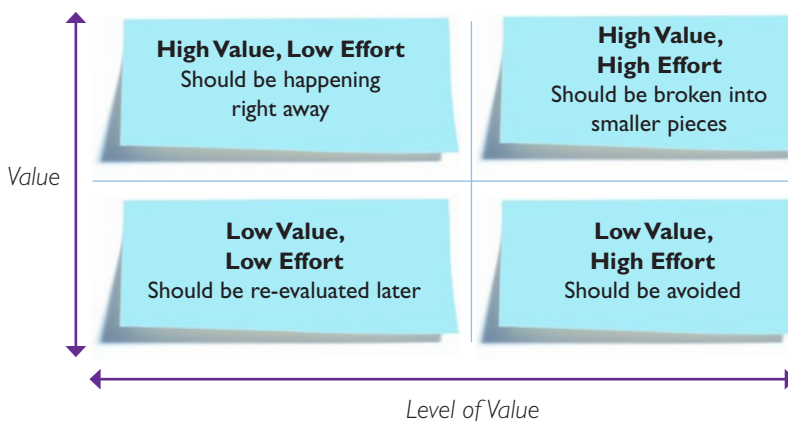 High Value, Low Effort
Should be happening
right away
High Value,
High Effort
Should be broken into
smaller pieces
Value
Low Value,
Low Effort
Should be re-evaluated later
Low Value,
High Effort
Should be avoided
Level of Value